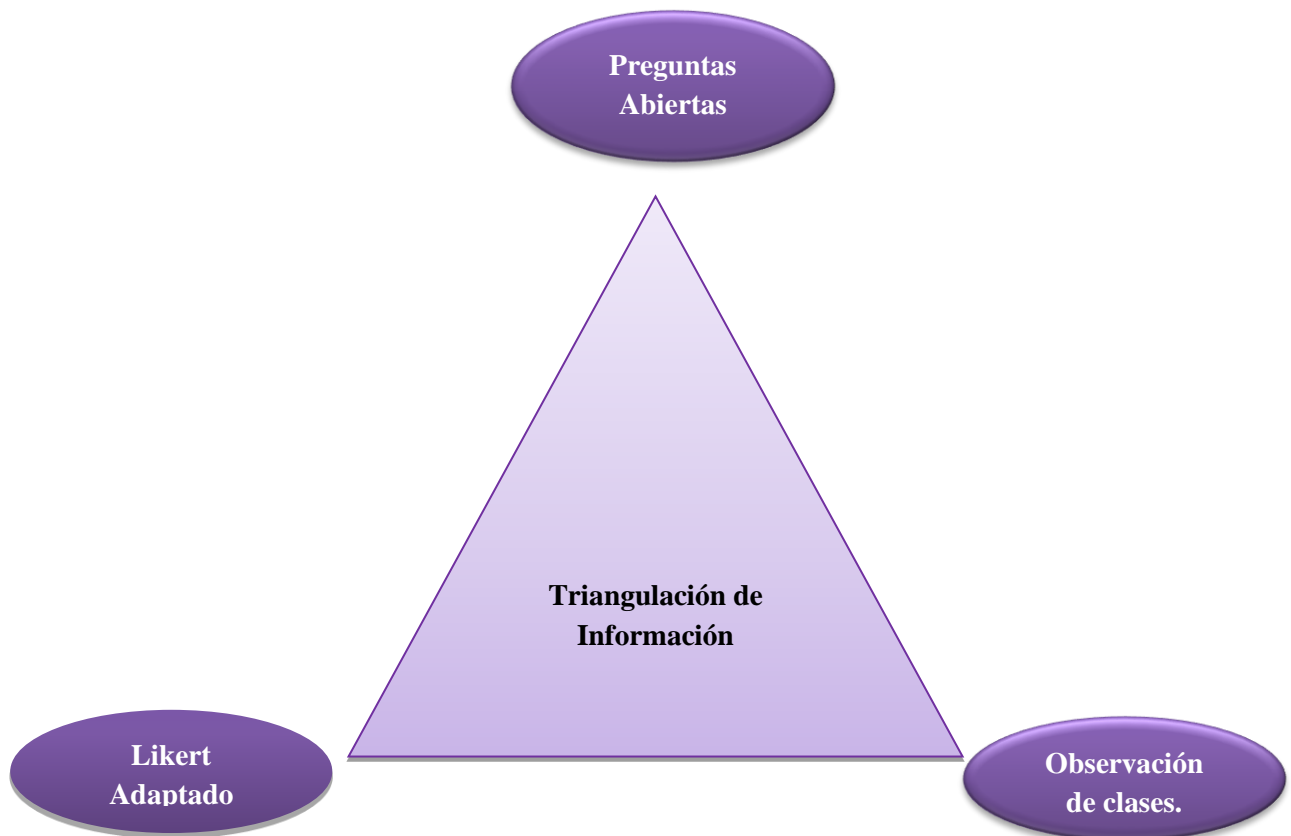 Preguntas
Abiertas
Triangulación de
Información
Likert
Adaptado
Observación
de clases.